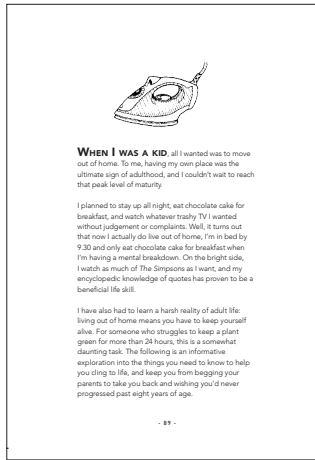 WHEN I WAS A KID, all I wanted was to move
out of home. To me, having my own place was the
ultimate sign of adulthood, and I couldn't wait to reach
that peak level of maturity.
I planned to stay up all night, eat chocolate cake for
breakfast, and watch whatever trashy TV I wanted
without judgement or complaints. Well, it turns out
that now I actually do live out of home, I'm in bed by
9.30 and only eat chocolate cake for breakfast when
I'm having a mental breakdown. On the bright side,
I watch as much of The Simpsons as I want, and my
encyclopedic knowledge of quotes has proven to be a
beneficial life skill.
I have also had to learn a harsh reality of adult life:
living out of home means you have to keep yourself
alive. For someone who struggles to keep a plant
green for more than 24 hours, this is a somewhat
daunting task. The following is an informative
exploration into the things you need to know to help
you cling to life, and keep you from begging your
parents to take you back and wishing you'd never
progressed past eight years of age.
- 89 -